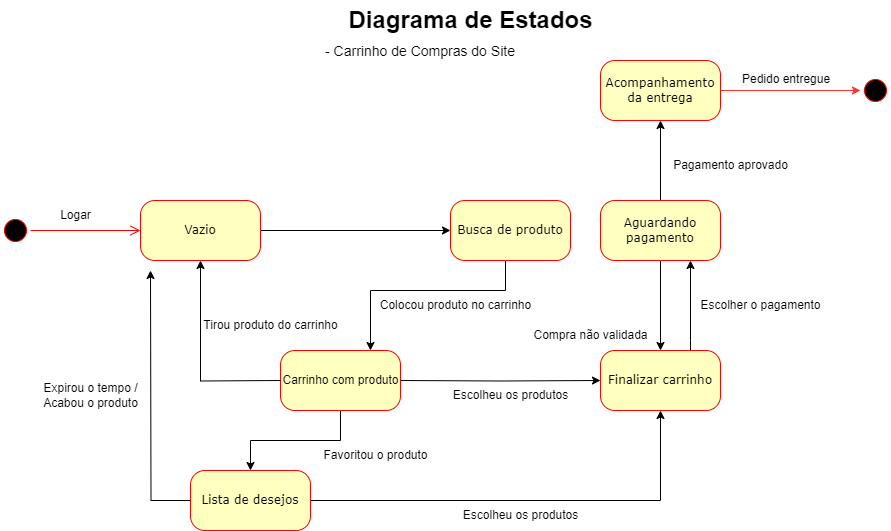 Diagrama de Estados
- Carrinho de Compras do Site
Acompanhamento
da entrega
Pedido entregue
Pagamento aprovado
Logar
Vazio
Busca de produto
Aguardando
pagamento
Colocou produto no carrinho
Escolher o pagamento
Tirou produto do carrinho
Compra não validada
Carrinho com produto
Finalizar carrinho
Expirou o tempo /
Acabou o produto
Escolheu os produtos
Favoritou o produto
Lista de desejos
Escolheu os produtos